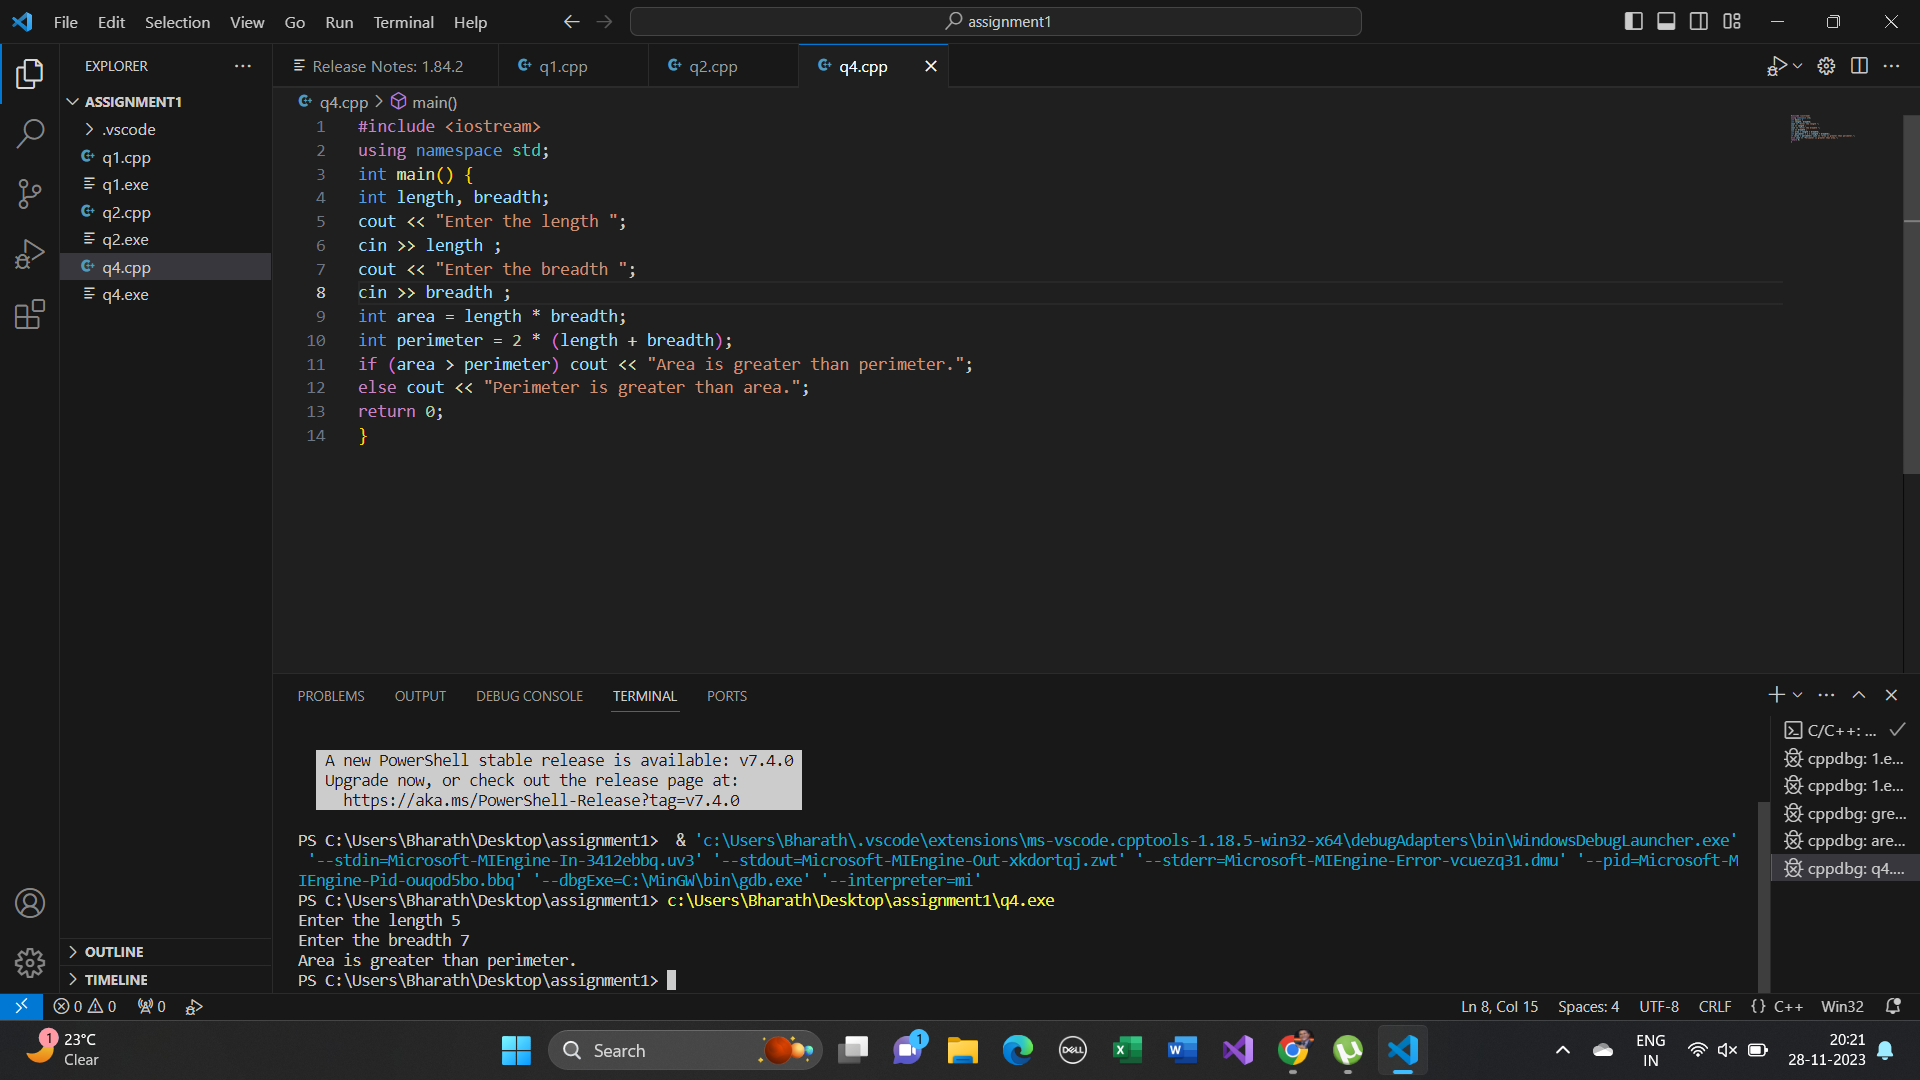 File Edit Selection View Go Run Terminal Help
assignment1
EXPLORER
Release Notes: 1.84.2
q1.cpp
q2.cpp
q4.cpp
ASSIGNMENT1
.vscode
q1.cpp
q1.exe
q2.cpp
q2.exe
q4.cpp
q4.exe
OUTLINE
TIMELINE
q4.cpp > main()
1 #include <iostream>
2 using namespace std;
3 int main() {
4 int length, breadth;
5 cout << "Enter the length ";
6 cin >> length ;
7 cout << "Enter the breadth ";
8 cin >> breadth ;
9 int area = length * breadth;
10 int perimeter = 2 * (length + breadth);
11 if (area > perimeter) cout << "Area is greater than perimeter.";
12 else cout << "Perimeter is greater than area.";
13 return 0;
14 }
PROBLEMS OUTPUT DEBUG CONSOLE TERMINAL PORTS
A new PowerShell stable release is available: v7.4.0
Upgrade now, or check out the release page at:
https://aka.ms/PowerShell-Release?tag=v7.4.0
PS C:\Users\Bharath\Desktop\assignment1>  & 'c:\Users\Bharath\.vscode\extensions\ms-vscode.cpptools-1.18.5-win32-x64\debugAdapters\bin\WindowsDebugLauncher.exe'
'--stdin=Microsoft-MIEngine-In-3412ebbq.uv3' '--stdout=Microsoft-MIEngine-Out-xkdortqj.zwt' '--stderr=Microsoft-MIEngine-Error-vcuezq31.dmu' '--pid=Microsoft-M
IEngine-Pid-ouqod5bo.bbq' '--dbgExe=C:\MinGW\bin\gdb.exe' '--interpreter=mi'
PS C:\Users\Bharath\Desktop\assignment1> c:\Users\Bharath\Desktop\assignment1\q4.exe
Enter the length 5
Enter the breadth 7
Area is greater than perimeter.
PS C:\Users\Bharath\Desktop\assignment1>
C/C++: ...
cppdbg: 1.e...
cppdbg: 1.e...
cppdbg: gre...
cppdbg: are...
cppdbg: q4....
0 0 0
Ln 8, Col 15 Spaces: 4 UTF-8 CRLF {} C++ Win32
1
23°C
Clear
Search
1
DELL
ENG
IN
20:21
28-11-2023